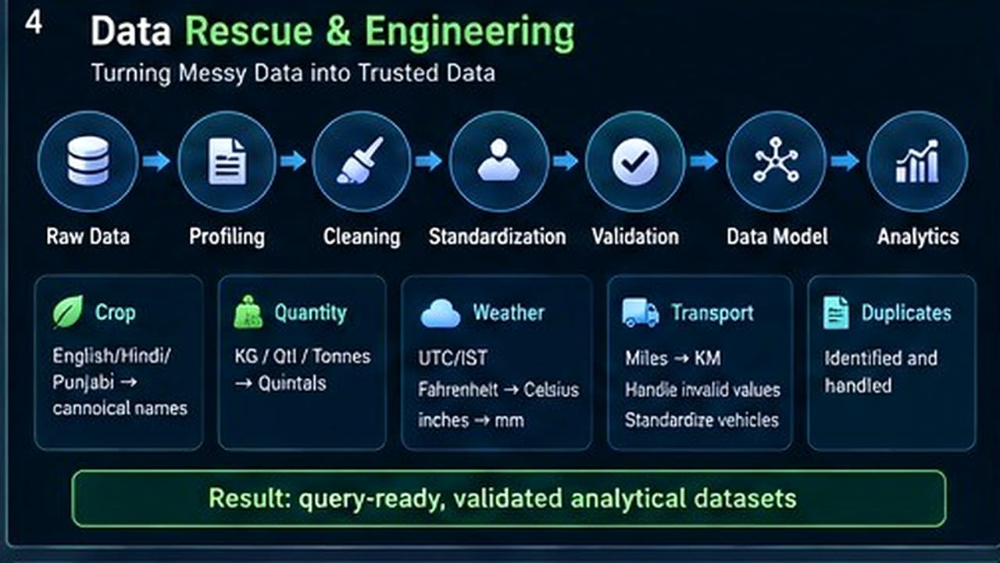 4
Data Rescue & Engineering
Turning Messy Data into Trusted Data
Raw Data
Profiling
Cleaning
Standardization
Validation
Data Model
Analytics
Crop
English/Hindi/
Punjabi →
cannoical names
Quantity
KG / Qtl / Tonnes
→ Quintals
Weather
UTC/IST
Fahrenhelt → Celsius
inches → mm
Transport
Miles → KM
Handle invalid values
Standardize vehicles
Duplicates
Identified and
handled
Result: query-ready, validated analytical datasets